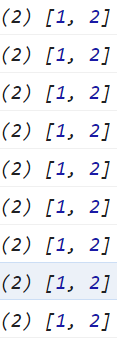 (2) [1, 2]
(2) [1, 2]
(2) [1, 2]
(2) [1, 2]
(2) [1, 2]
(2) [1, 2]
(2) [1, 2]
(2) [1, 2]
(2) [1, 2]